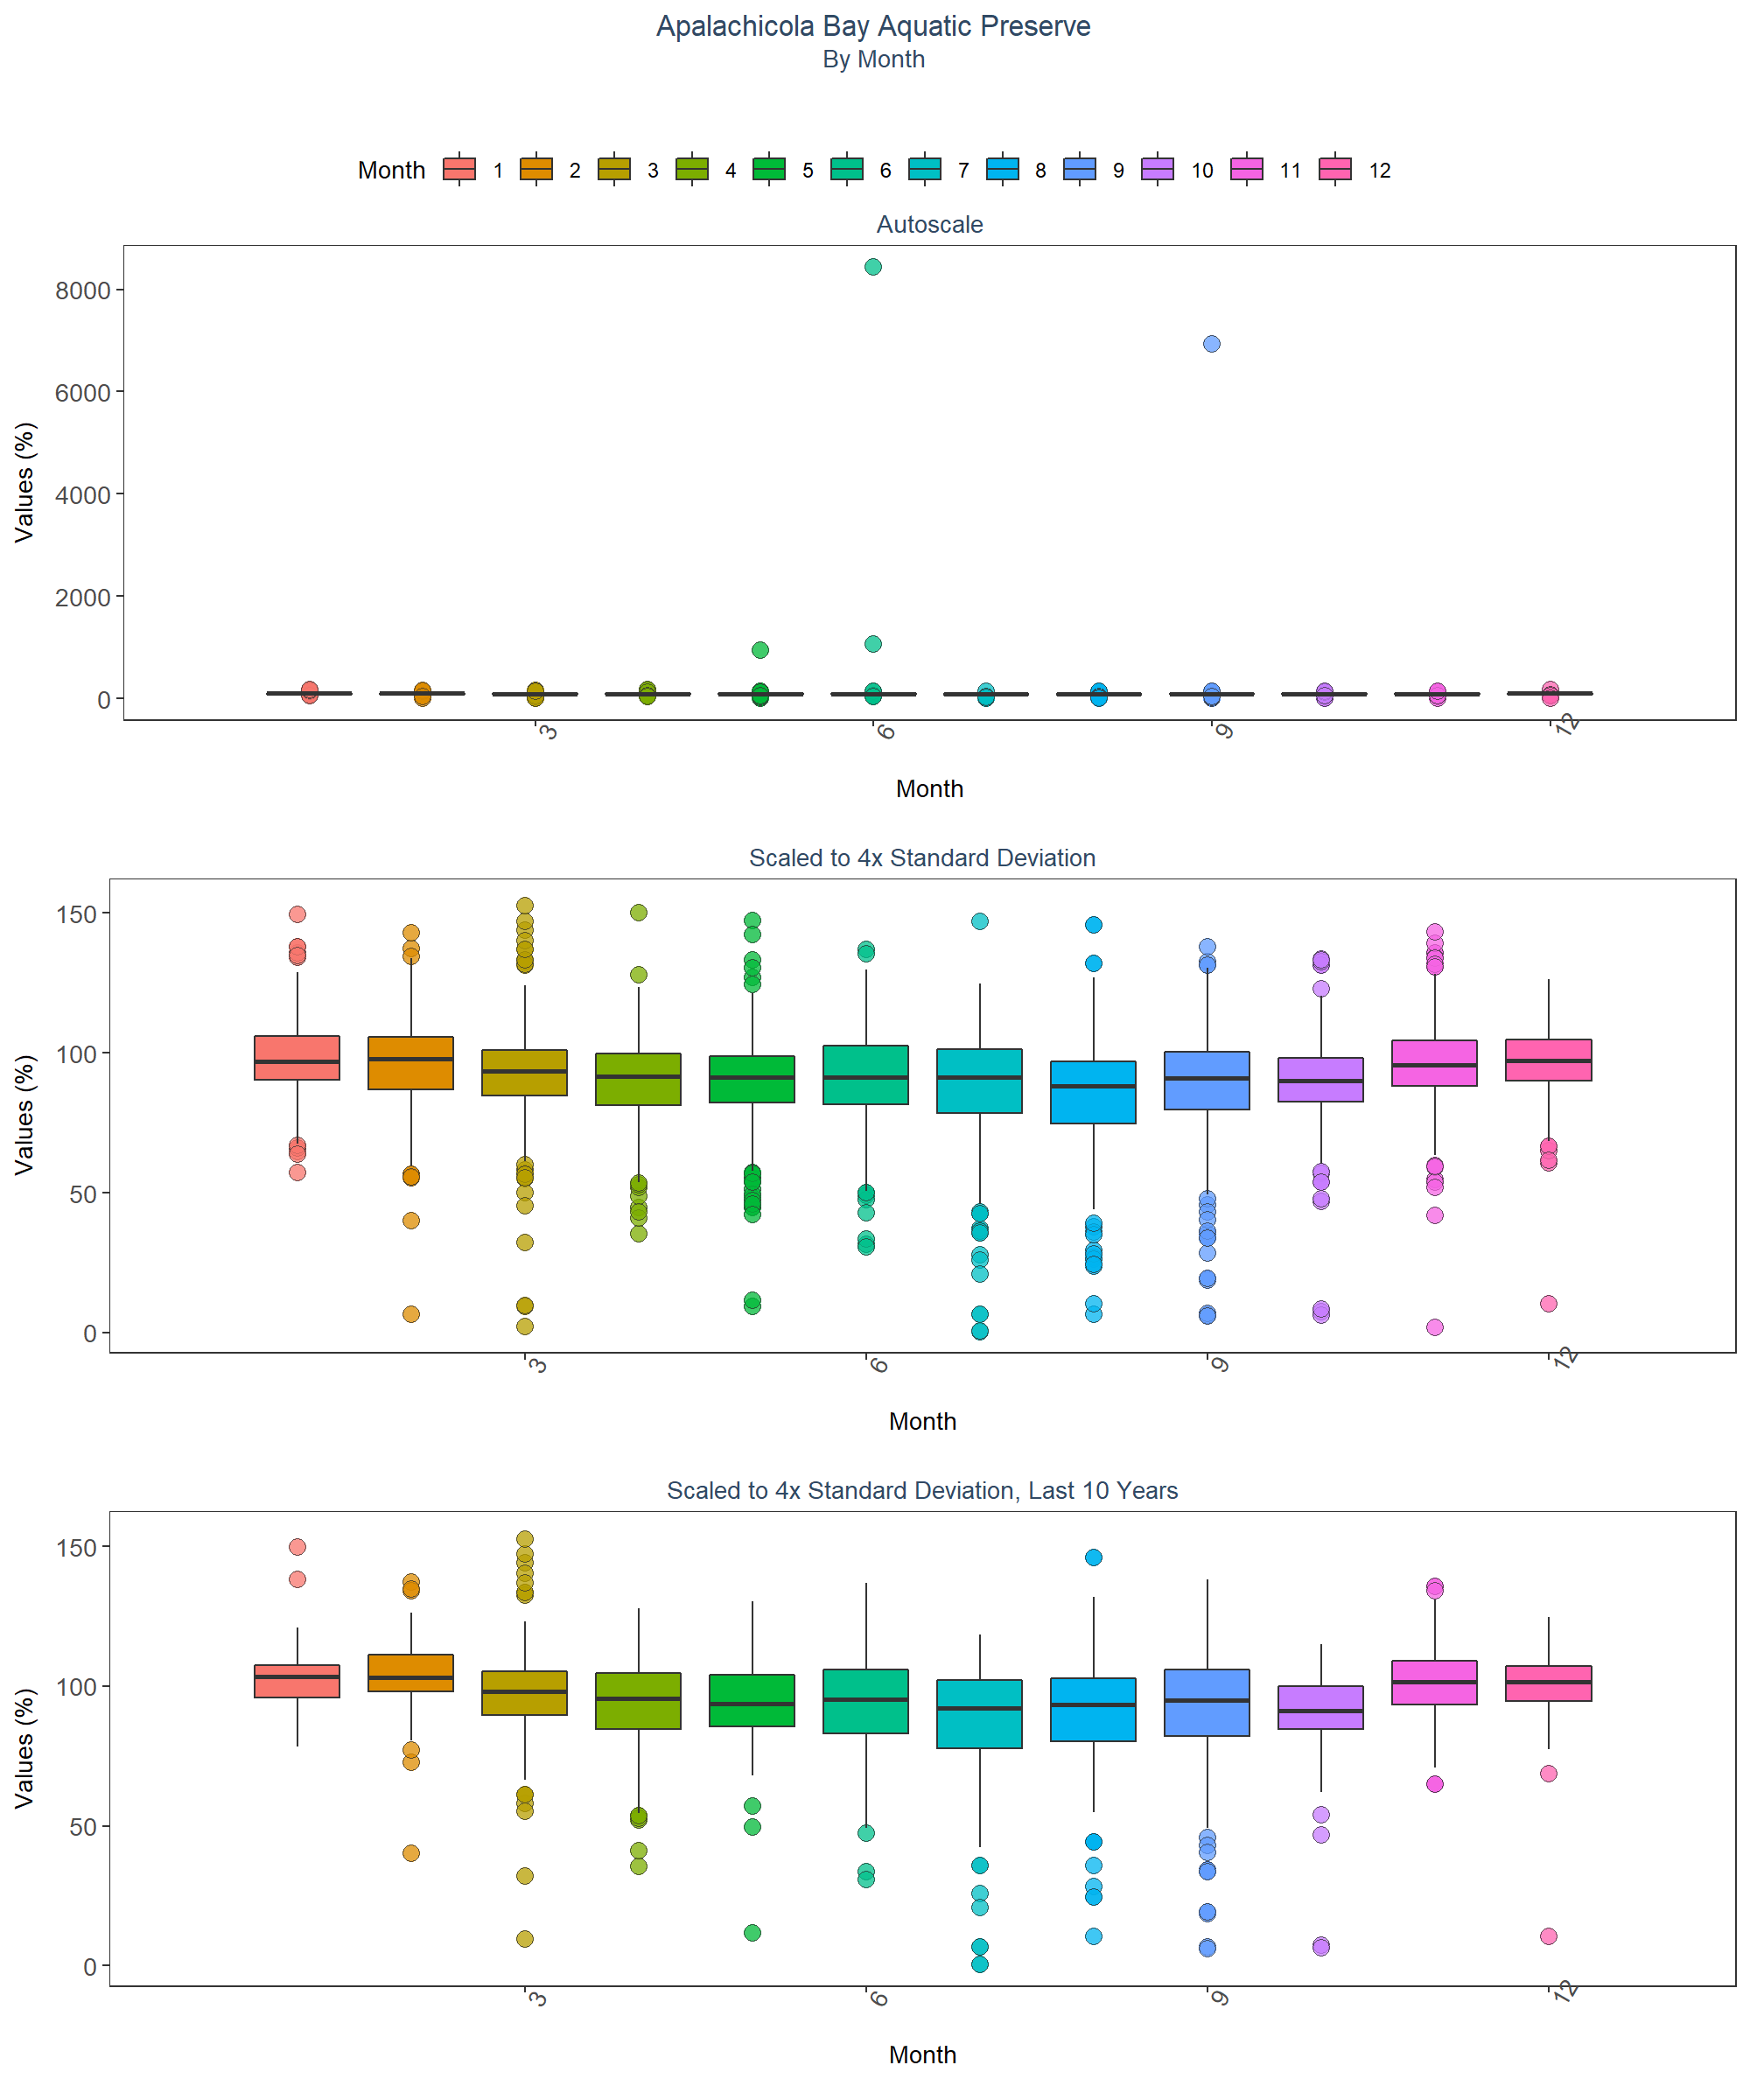 Apalachicola Bay Aquatic Preserve
By Month
Month 1 2 3 4 5 6 7 8 9 10 11 12
Autoscale
8000
6000
4000
2000
0
Values (%)
3 6 9 12
Month
Scaled to 4x Standard Deviation
150
100
50
0
Values (%)
3 6 9 12
Month
Scaled to 4x Standard Deviation, Last 10 Years
150
100
50
0
Values (%)
3 6 9 12
Month